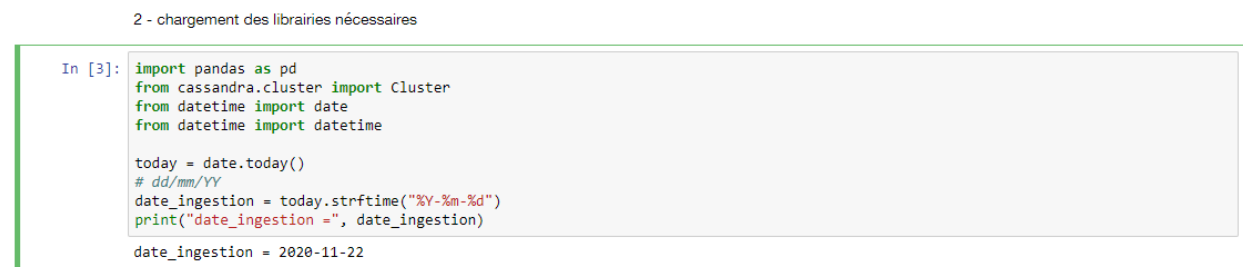 2 - chargement des librairies nécessaires
In [3]: import pandas as pd
from cassandra.cluster import Cluster
from datetime import date
from datetime import datetime
today = date.today()
# dd/mm/YY
date_ingestion = today.strftime("%Y-%m-%d")
print("date_ingestion =", date_ingestion)
date_ingestion = 2020-11-22